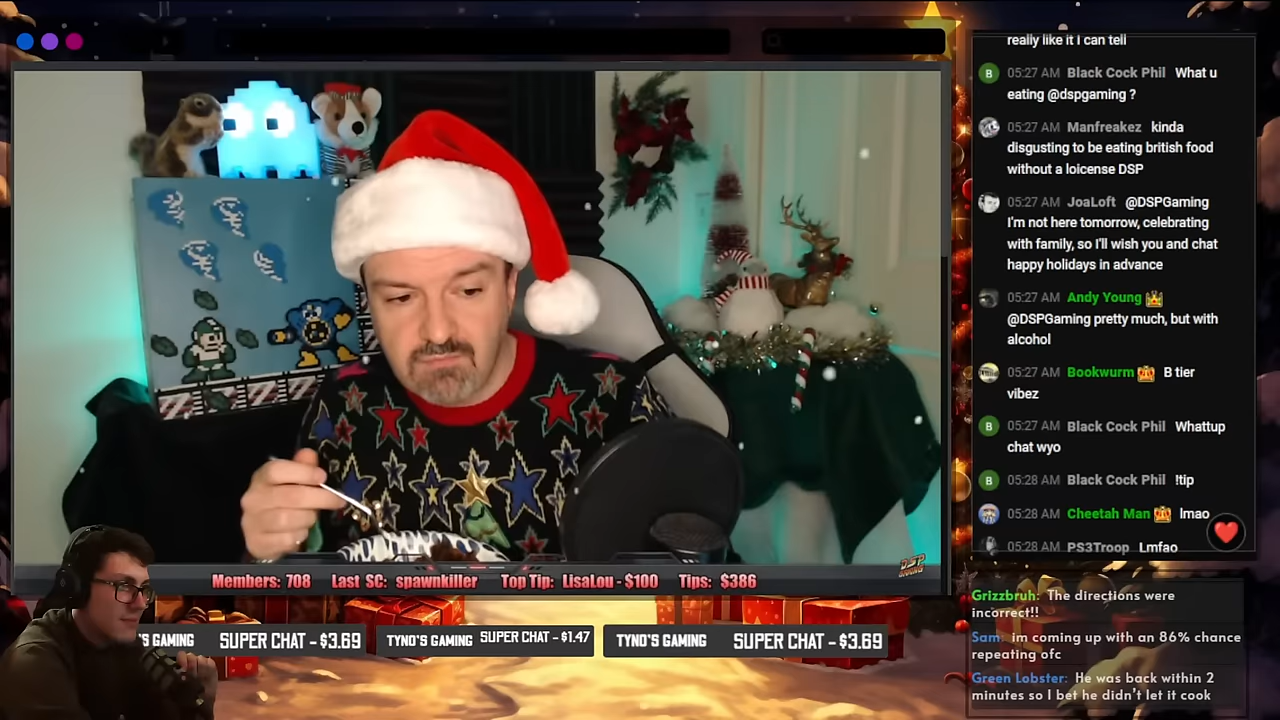 really like it I can tell
B 05:27 AM Black Cock Phil What u
eating @dspgaming ?
05:27 AM Manfreakez kinda
disgusting to be eating british food
without a loicense DSP
05:27 AM JoaLoft @DSPGaming
I'm not here tomorrow, celebrating
with family, so I'll wish you and chat
happy holidays in advance
05:27 AM Andy Young
@DSPGaming pretty much, but with
alcohol
05:27 AM Bookwurm B tier
vibez
B 05:27 AM Black Cock Phil Whattup
chat wyo
B 05:28 AM Black Cock Phil !tip
05:28 AM Cheetah Man lmao
05:28 AM PS3Troop Lmfao
DSP
GAMING
Members: 708 Last SC: spawnkiller Top Tip: LisaLou - $100 Tips: $386
'S GAMING SUPER CHAT - $3.69 TYNO'S GAMING SUPER CHAT - $1.47 TYNO'S GAMING SUPER CHAT - $3.69
Grizzbruh: The directions were
incorrect!!
Sam: im coming up with an 86% chance
repeating ofc
Green Lobster: He was back within 2
minutes so I bet he didn't let it cook